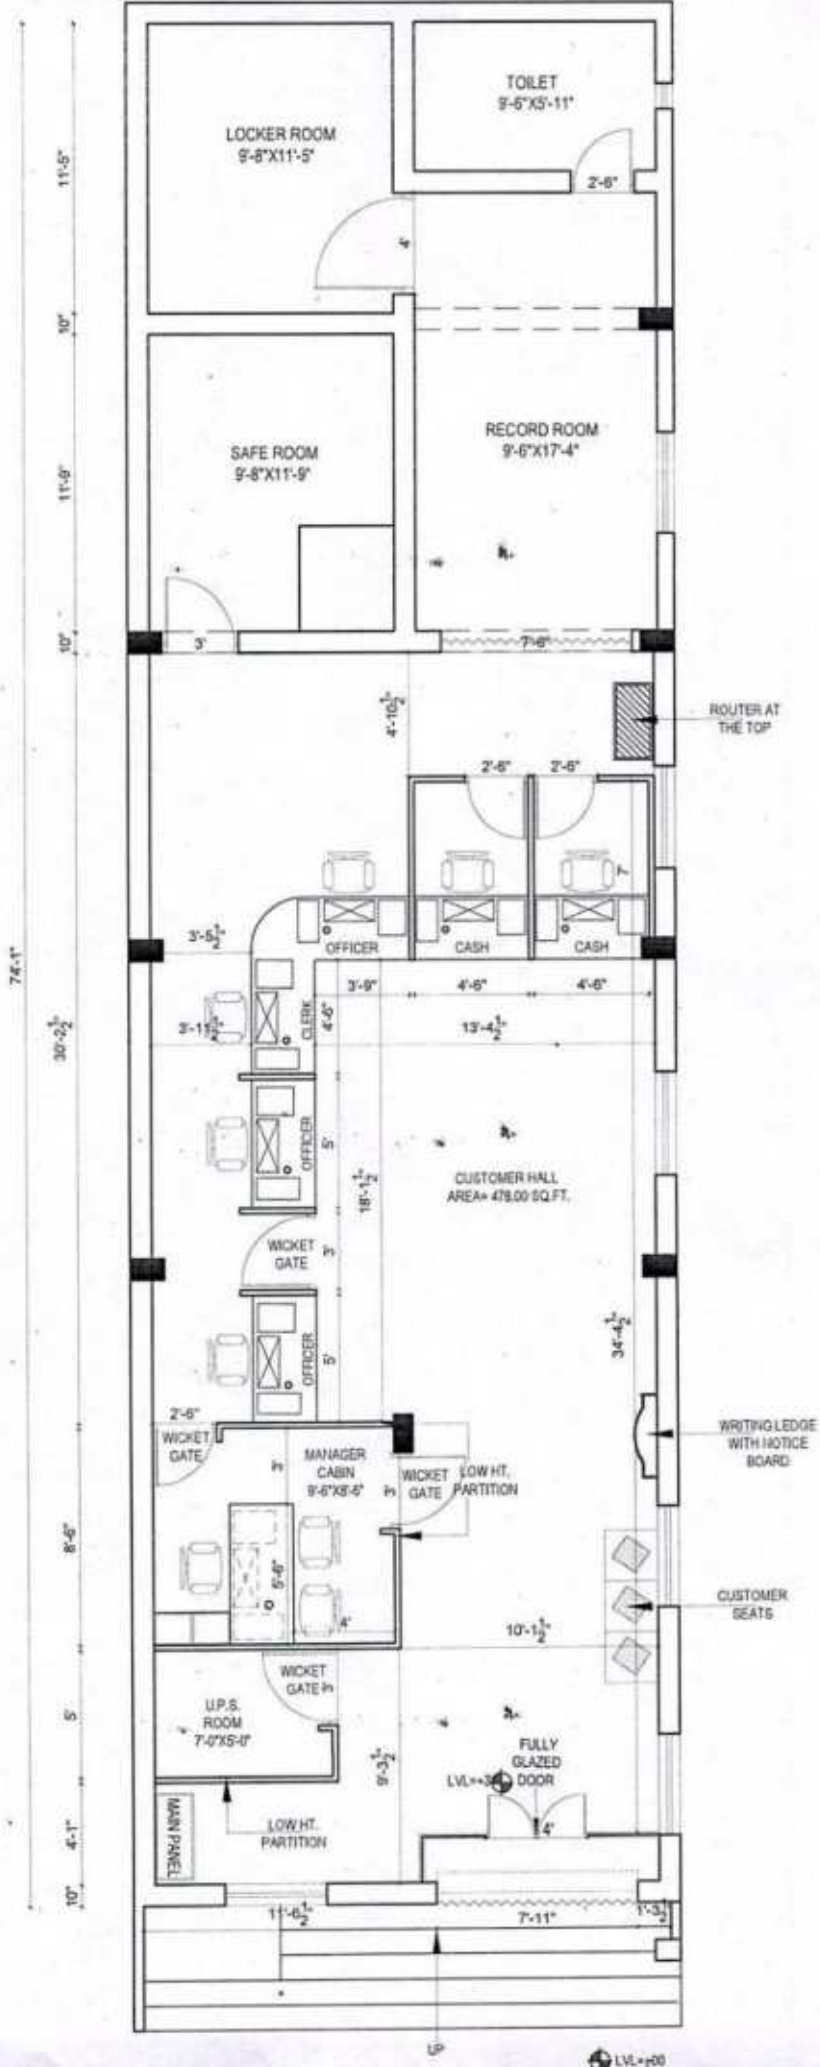 TOILET
9'-6"X5'-11"
LOCKER ROOM
9'-8"X11'-5"
11'-5"
2'-6"
4'
10"
RECORD ROOM
9'-6"X17'-4"
SAFE ROOM
9'-8"X11'-9"
11'-9"
10"
3'
7'-6"
ROUTER AT
THE TOP
4'-10½"
2'-6"
2'-6"
7'
3'-5½"
OFFICER
CASH
CASH
74'-1"
3'-9"
4'-6"
4'-6"
CLERK
4'-6"
3'-11½"
13'-4½"
30'-2½"
OFFICER
5'
CUSTOMER HALL
AREA= 478.00 SQ.FT.
18'-1½"
WICKET
GATE
3'
34'-4½"
OFFICER
5'
2'-6"
WICKET
GATE
WRITING LEDGE
WITH NOTICE
BOARD
MANAGER
CABIN
9'-6"X8'-6"
3'
WICKET
GATE
3'
LOW HT.
PARTITION
8'-6"
5'-6"
4'
CUSTOMER
SEATS
10'-1½"
WICKET
GATE
3'
U.P.S.
ROOM
7'-0"X5'-0"
5'
FULLY
GLAZED
DOOR
9'-3½"
MAIN PANEL
LOW HT.
PARTITION
4'-1"
4'
10"
11'-6½"
7'-11"